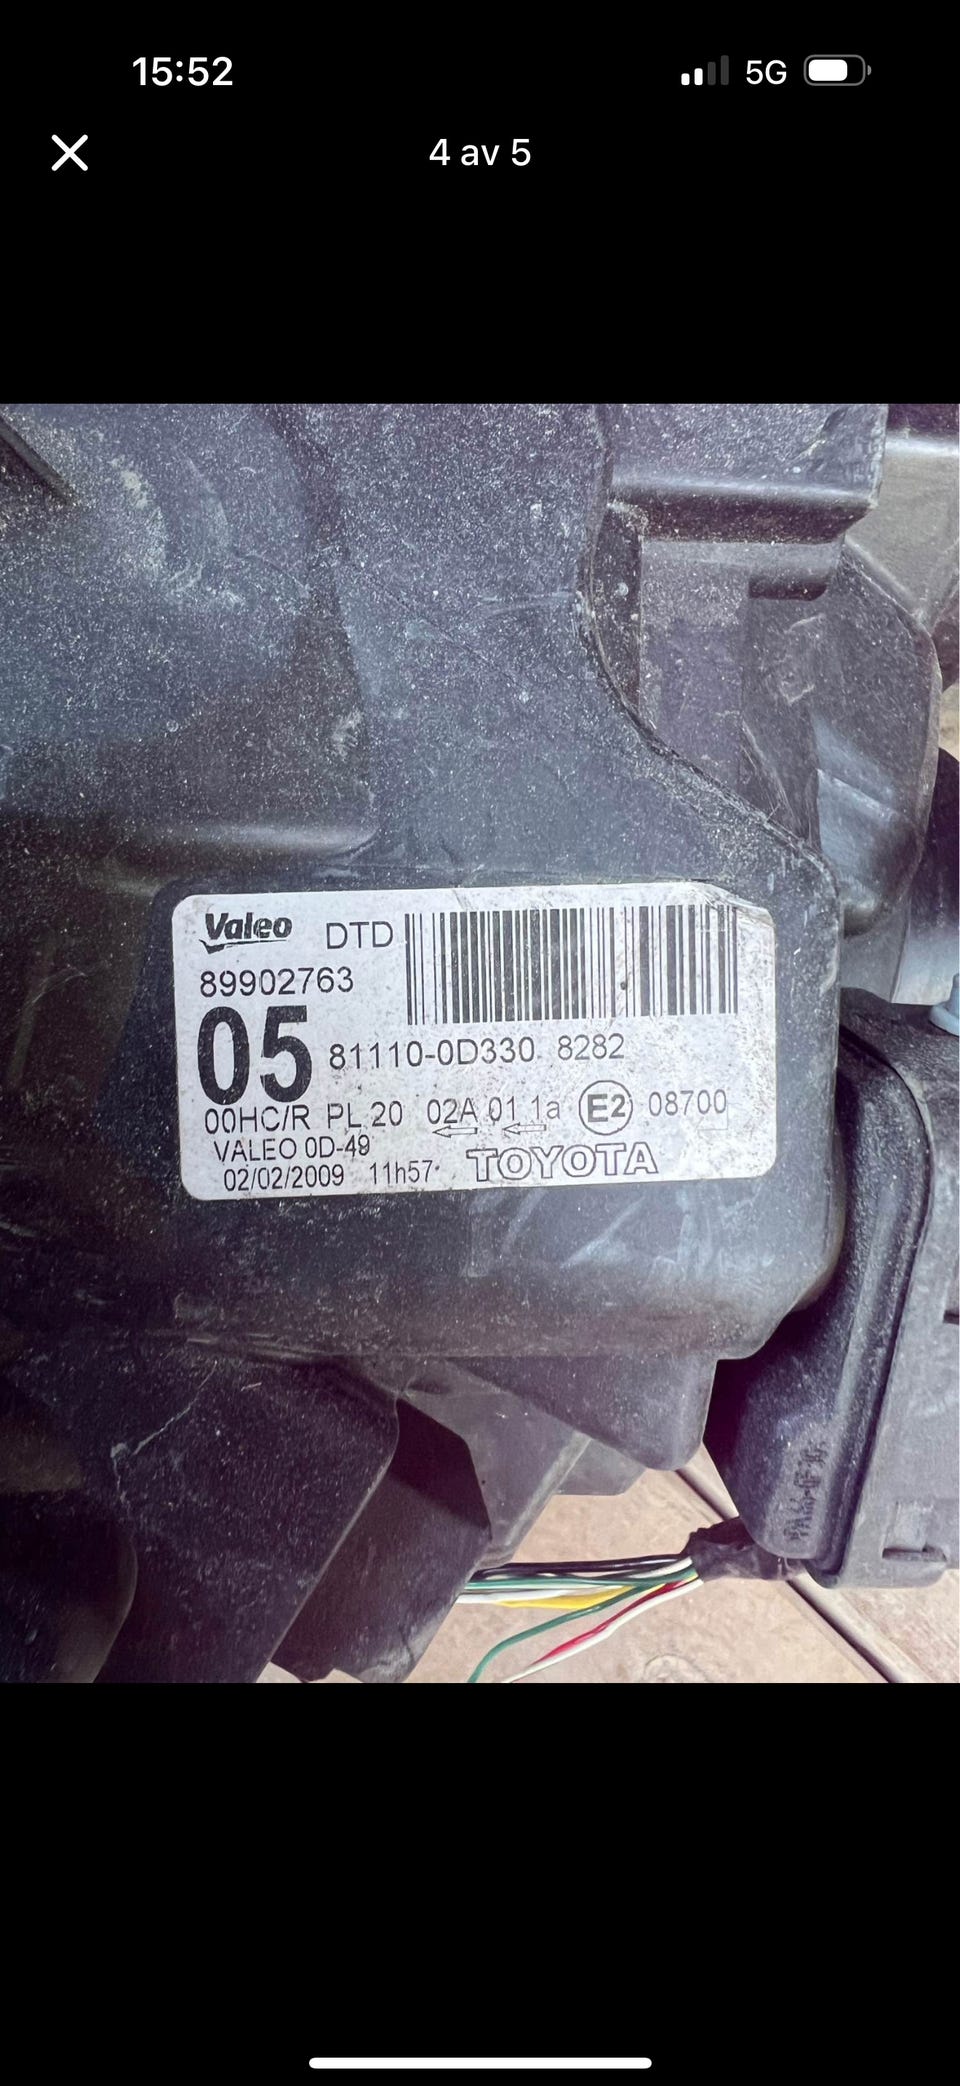 15:52
5G
4 av 5
Valeo DTD
89902763
05 81110-0D330 8282
00HC/R PL 20 02A 01 1a E2 08700
VALEO 0D-49
02/02/2009 11h57 TOYOTA